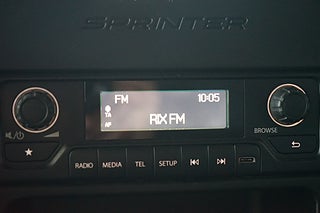 SPRINTER
FM 10:05
TA
AF
RIX FM
BROWSE
RADIO MEDIA TEL SETUP